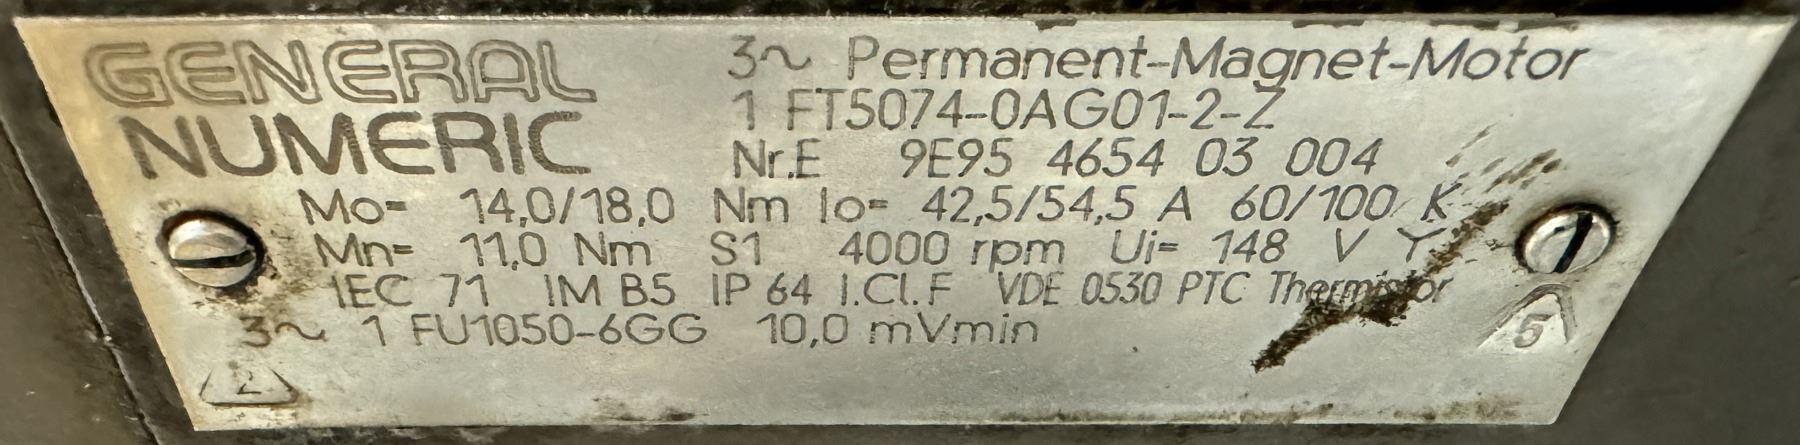 GENERAL
NUMERIC
3~ Permanent-Magnet-Motor
1 FT5074-0AG01-2-Z
Nr.E 9E95 4654 03 004
Mo= 14,0/18,0 Nm Io= 42,5/54,5 A 60/100 K
Mn= 11,0 Nm S1 4000 rpm Ui= 148 V Y
IEC 71 IM B5 IP 64 I.Cl.F VDE 0530 PTC Thermistor
3~ 1 FU1050-6GG 10,0 mVmin
2
5